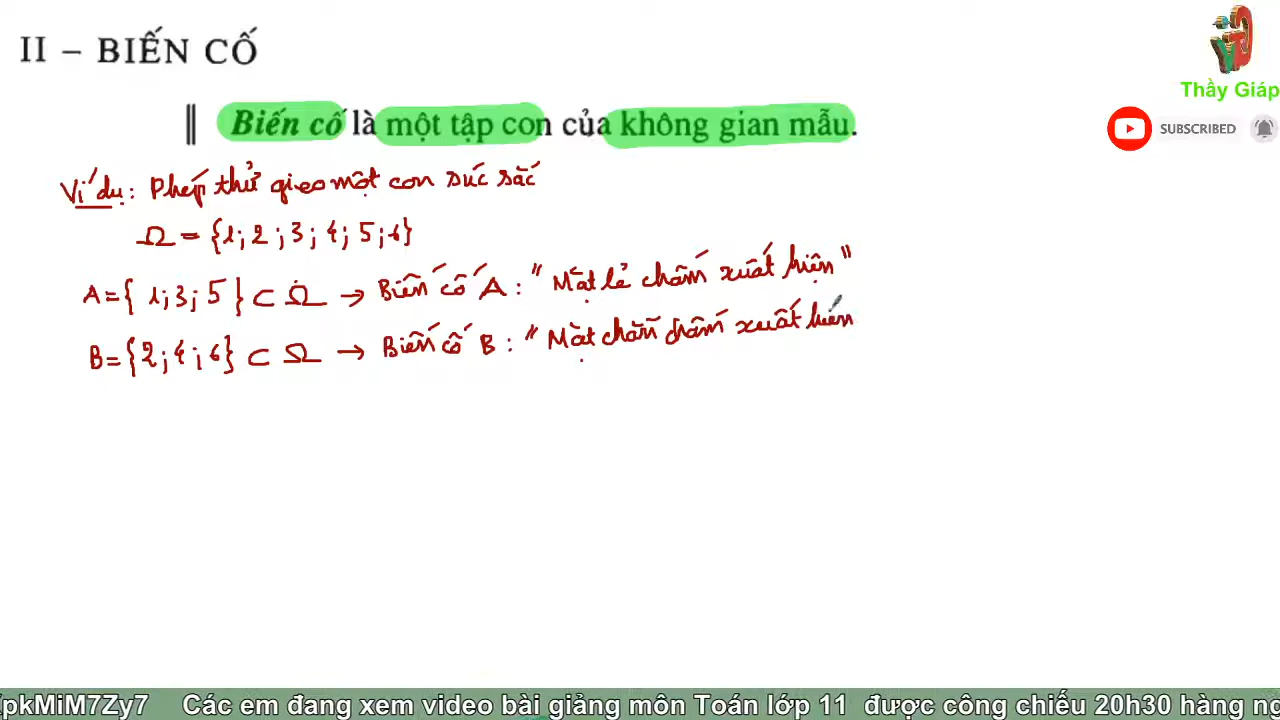 II – BIẾN CỐ
Thầy Giáp
Biến cố là một tập con của không gian mẫu.
SUBSCRIBED
Ví dụ: Phép thử gieo một con súc sắc
Ω = {1; 2; 3; 4; 5; 6}
A = { 1; 3; 5 } ⊂ Ω → Biến cố A : " Mặt lẻ chấm xuất hiện "
B = {2; 4; 6} ⊂ Ω → Biến cố B : " Mặt chẵn chấm xuất hiên
pkMiM7Zy7 Các em đang xem video bài giảng môn Toán lớp 11 được công chiếu 20h30 hàng